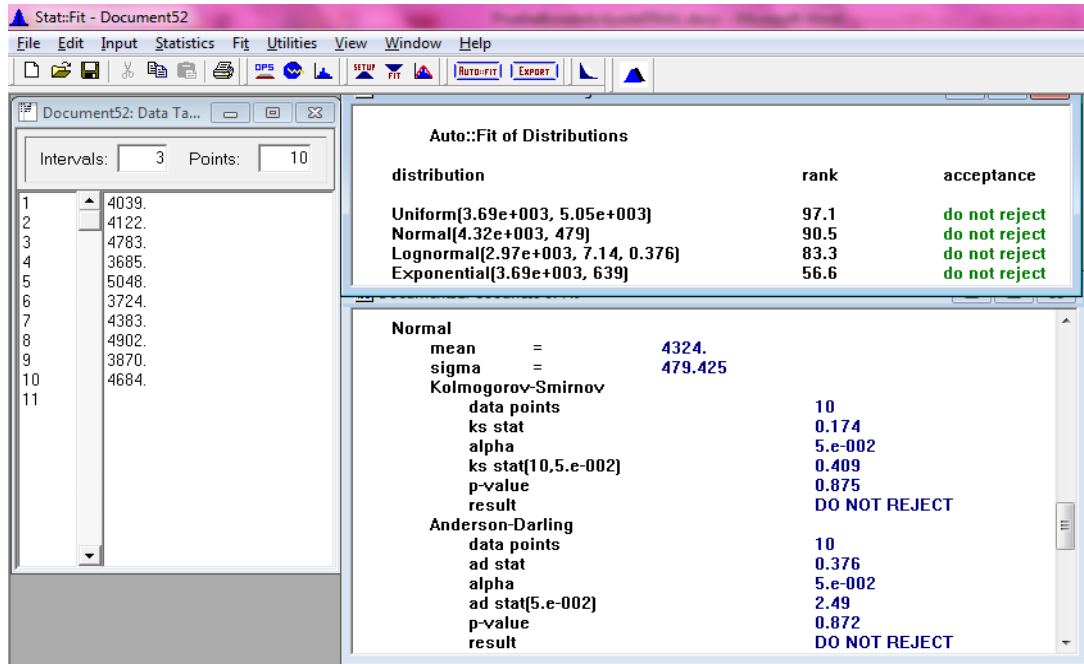 Stat::Fit - Document52
File Edit Input Statistics Fit Utilities View Window Help
OPS SETUP FIT AUTO::FIT EXPORT
Document52: Data Ta...
Intervals: 3 Points: 10
1 4039.
2 4122.
3 4783.
4 3685.
5 5048.
6 3724.
7 4383.
8 4902.
9 3870.
10 4684.
11
Auto::Fit of Distributions
distribution rank acceptance
Uniform(3.69e+003, 5.05e+003) 97.1 do not reject
Normal(4.32e+003, 479) 90.5 do not reject
Lognormal(2.97e+003, 7.14, 0.376) 83.3 do not reject
Exponential(3.69e+003, 639) 56.6 do not reject
Normal
mean = 4324.
sigma = 479.425
Kolmogorov-Smirnov
data points 10
ks stat 0.174
alpha 5.e-002
ks stat(10,5.e-002) 0.409
p-value 0.875
result DO NOT REJECT
Anderson-Darling
data points 10
ad stat 0.376
alpha 5.e-002
ad stat(5.e-002) 2.49
p-value 0.872
result DO NOT REJECT